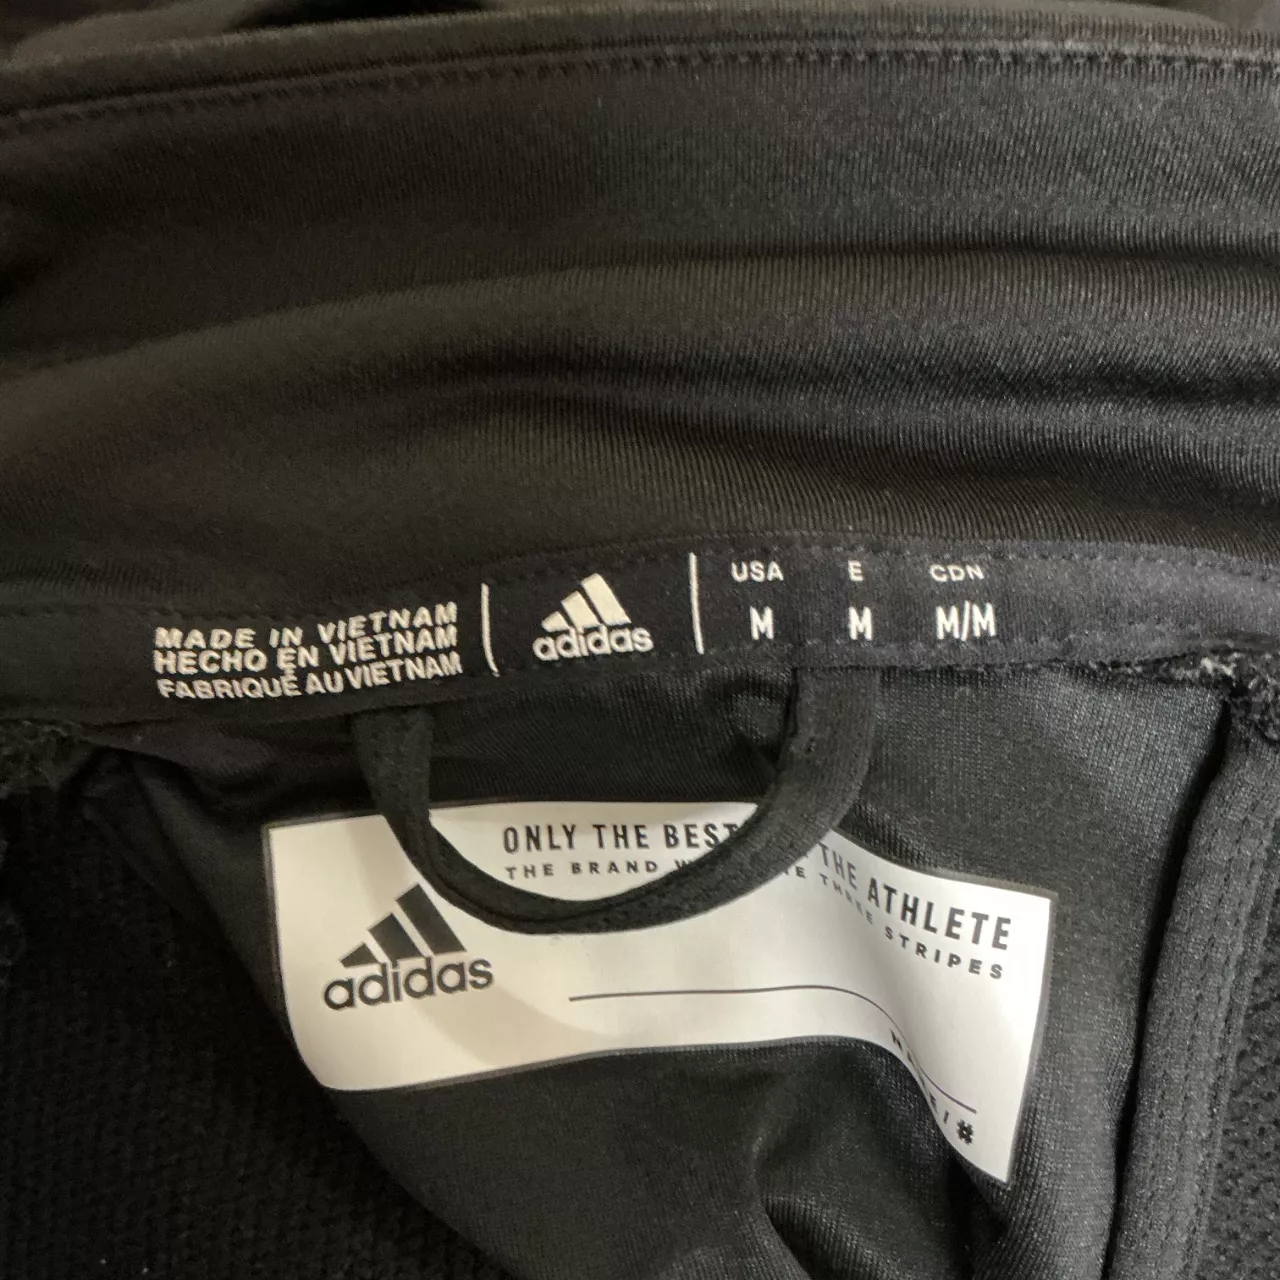 MADE IN VIETNAM
HECHO EN VIETNAM
FABRIQUÉ AU VIETNAM
adidas
USA E CDN
M M M/M
ONLY THE BEST THE ATHLETE
THE BRAND THREE STRIPES
adidas
/#